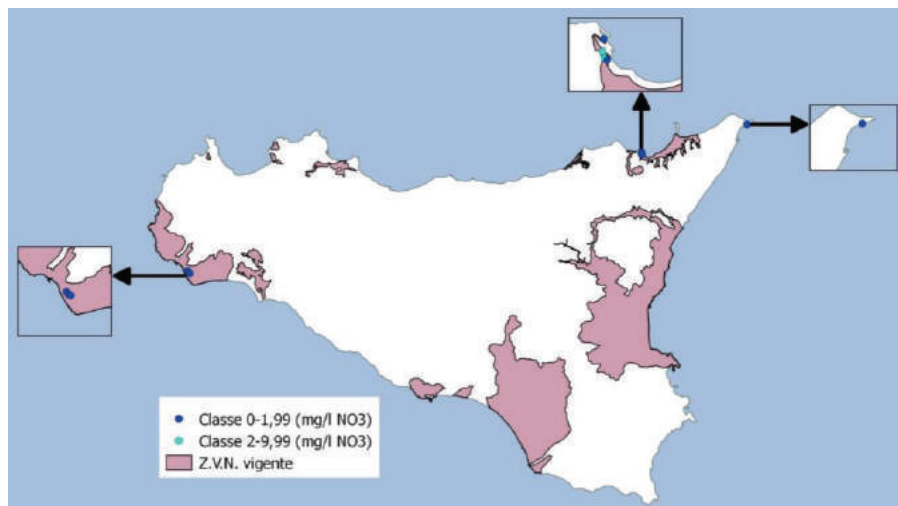 Classe 0-1,99 (mg/l NO3)
Classe 2-9,99 (mg/l NO3)
Z.V.N. vigente